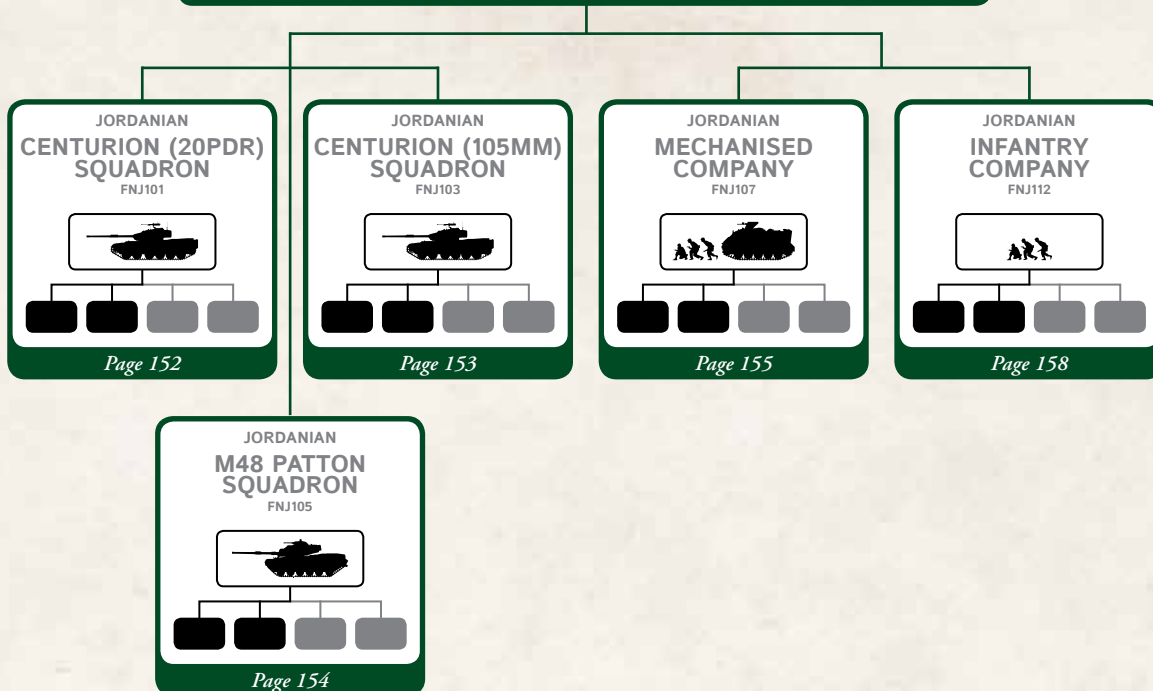 JORDANIAN
CENTURION (20PDR)
SQUADRON
FNJ101
Page 152
JORDANIAN
CENTURION (105MM)
SQUADRON
FNJ103
Page 153
JORDANIAN
MECHANISED
COMPANY
FNJ107
Page 155
JORDANIAN
INFANTRY
COMPANY
FNJ112
Page 158
JORDANIAN
M48 PATTON
SQUADRON
FNJ105
Page 154